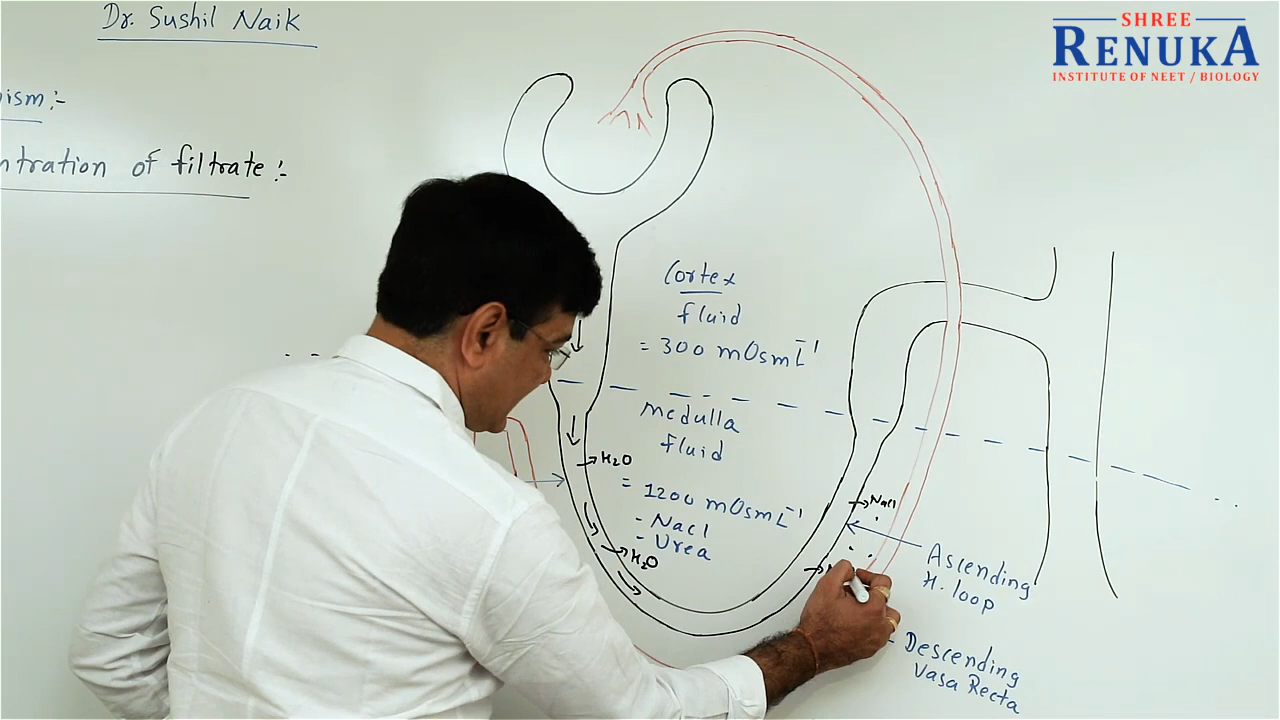 Dr. Sushil Naik
SHREE
RENUKA
INSTITUTE OF NEET / BIOLOGY
ism :-
ntration of filtrate :-
Cortex
fluid
= 300 mOsmL⁻¹
medulla
fluid
= 1200 mOsmL⁻¹
- Nacl
- Urea
H₂O
H₂O
Nacl
Ascending
H. loop
Descending
Vasa Recta